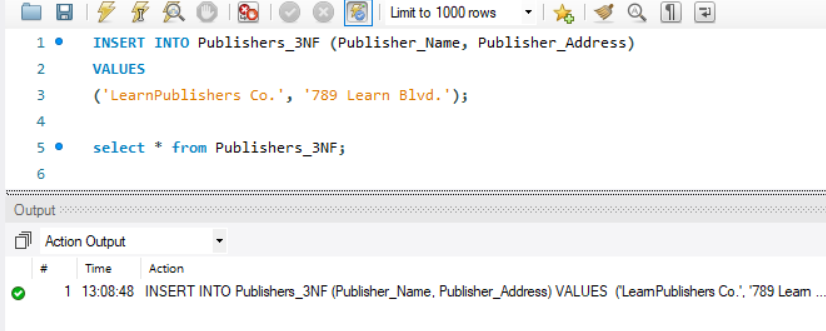 Limit to 1000 rows
1 INSERT INTO Publishers_3NF (Publisher_Name, Publisher_Address)
2 VALUES
3 ('LearnPublishers Co.', '789 Learn Blvd.');
4
5 select * from Publishers_3NF;
6
Output
Action Output
# Time Action
1 13:08:48 INSERT INTO Publishers_3NF (Publisher_Name, Publisher_Address) VALUES ('LearnPublishers Co.', '789 Learn ...